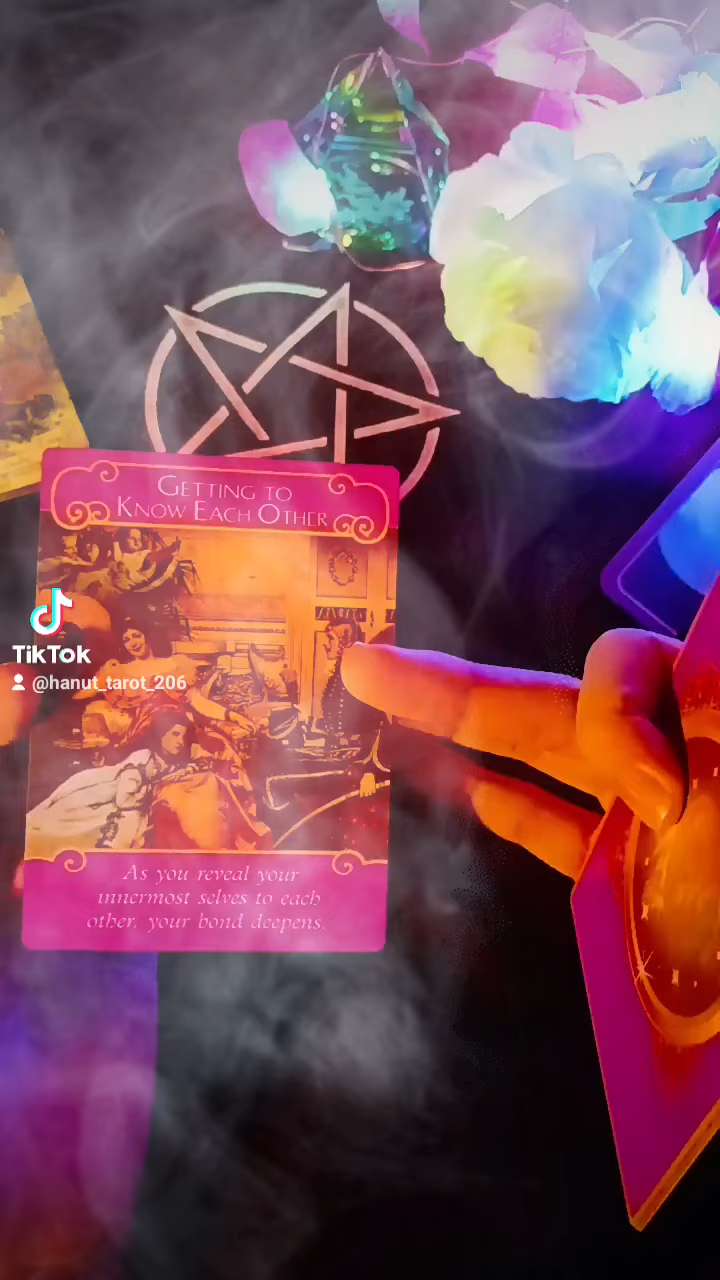 GETTING TO
KNOW EACH OTHER
TikTok
@hanut_tarot_206
As you reveal your
innermost selves to each
other, your bond deepens.